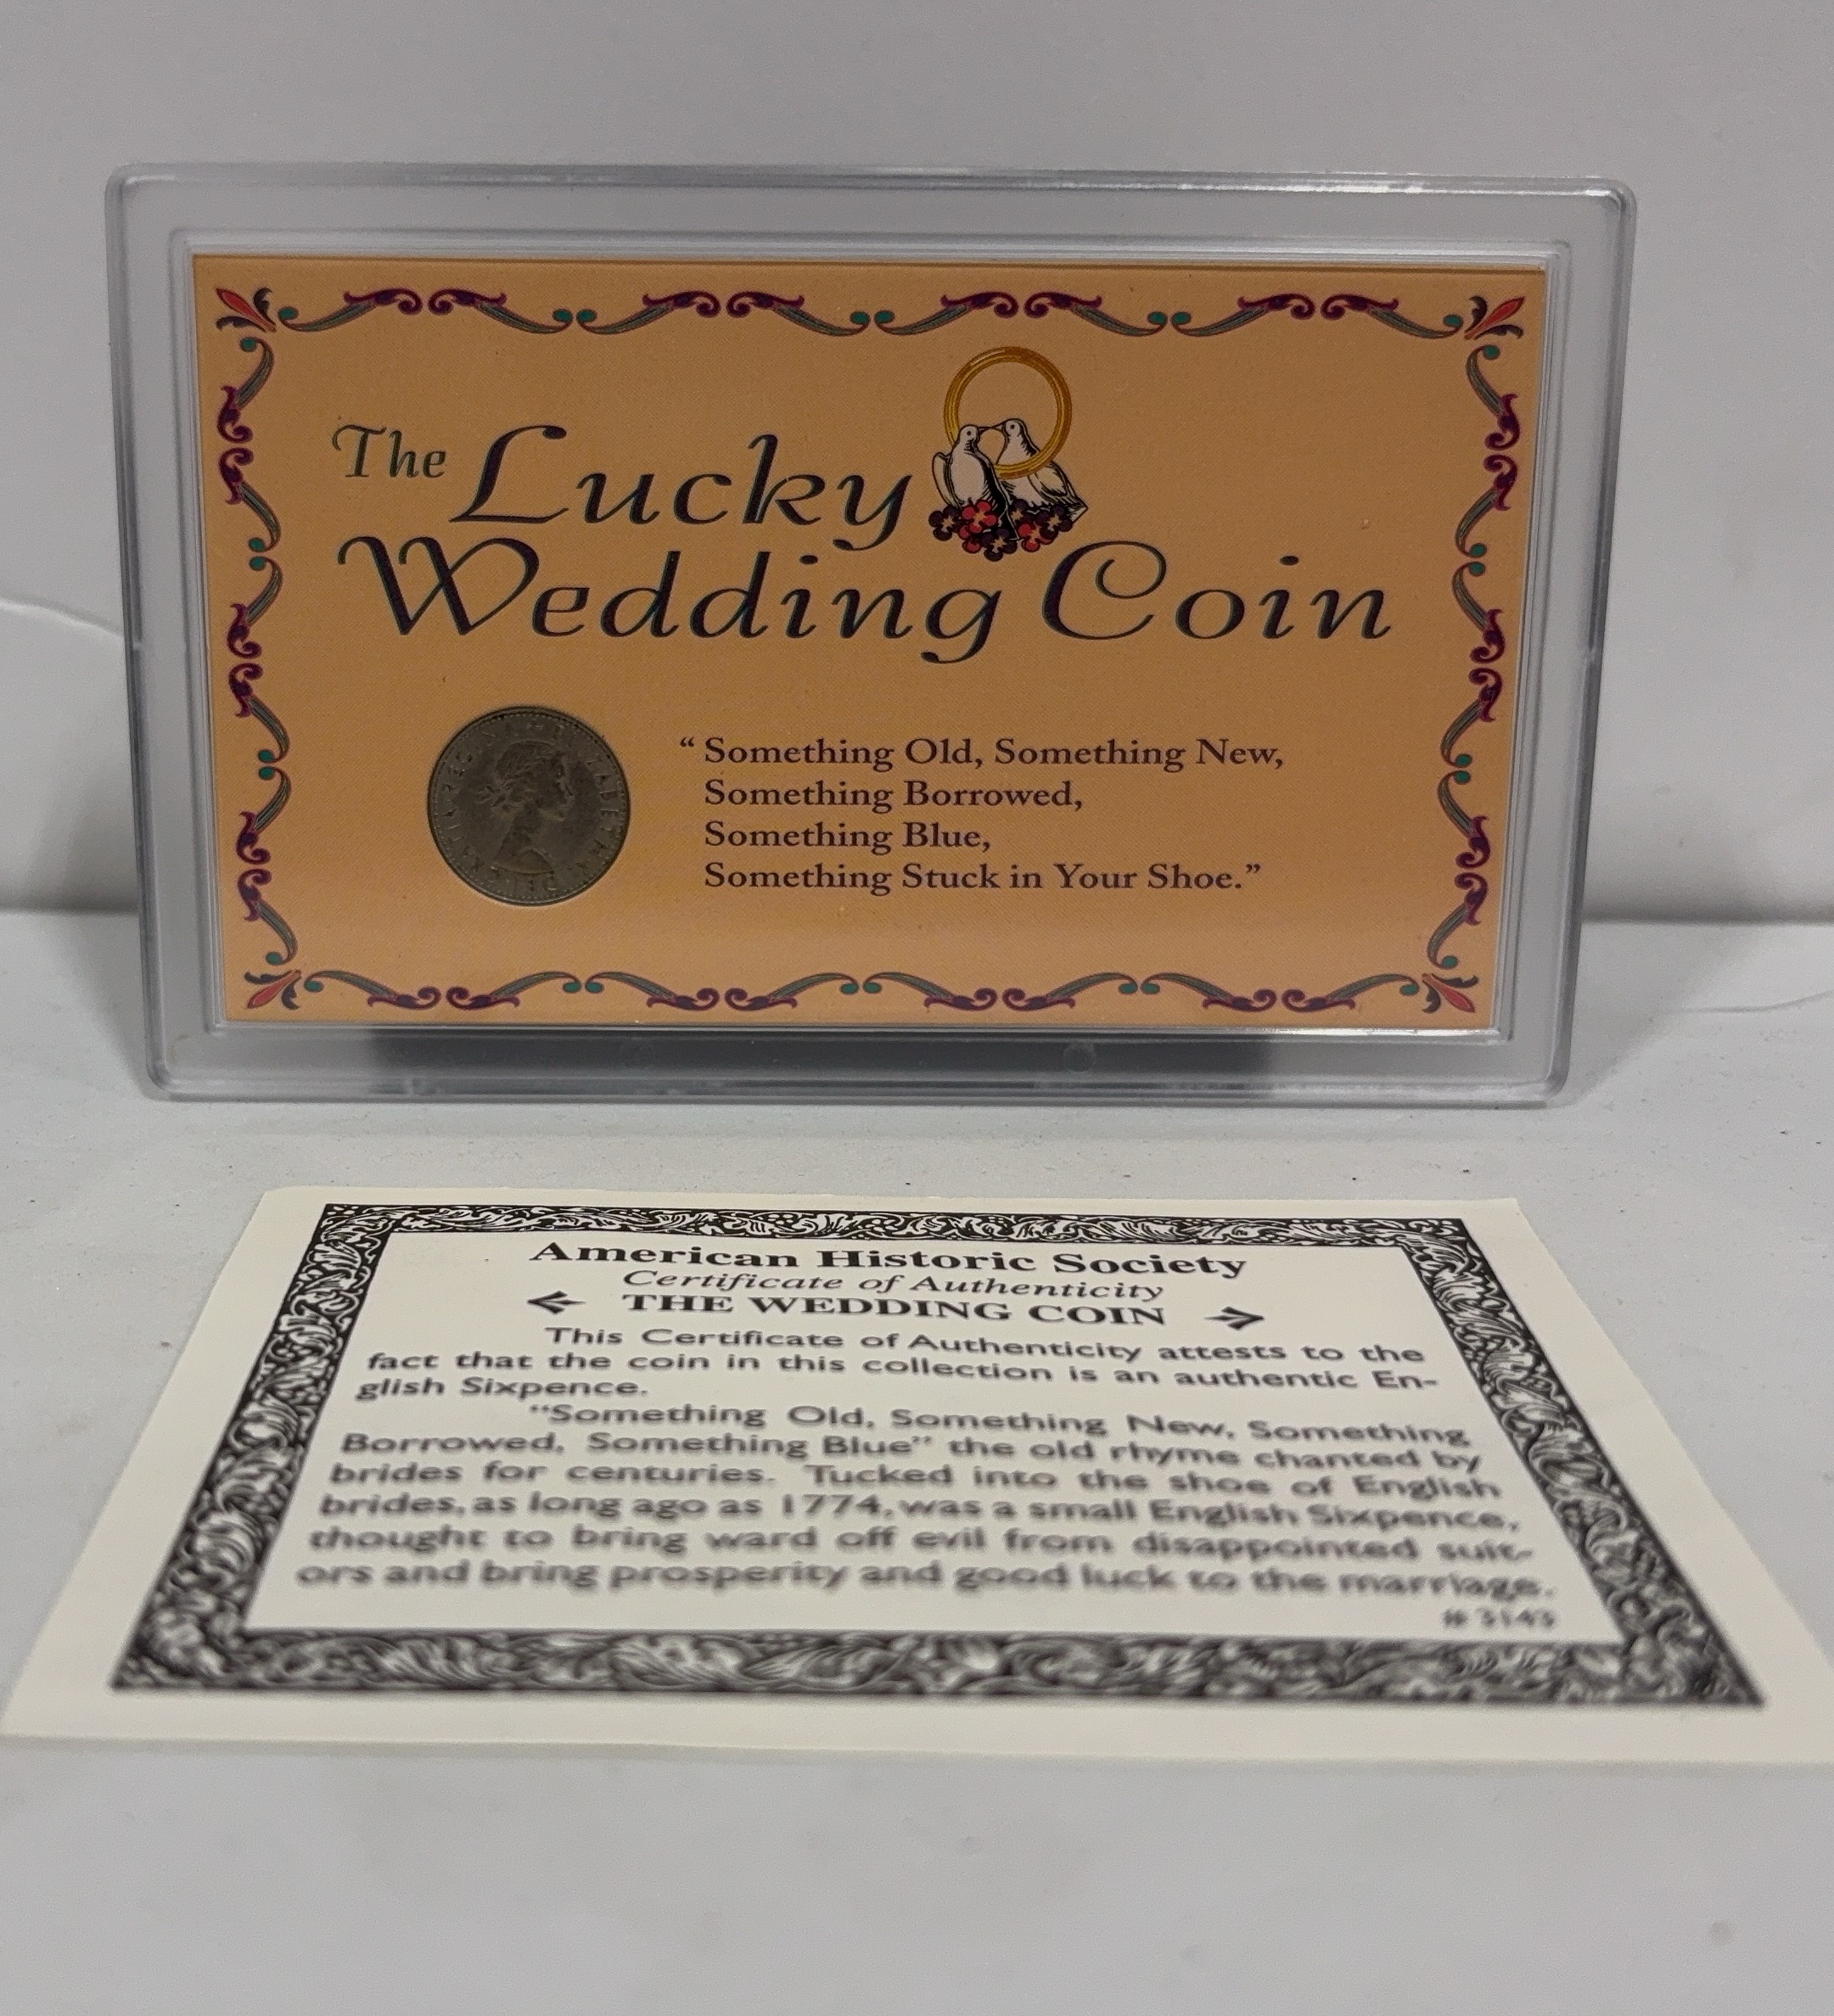 The Lucky
Wedding Coin
“Something Old, Something New,
Something Borrowed,
Something Blue,
Something Stuck in Your Shoe.”
American Historic Society
Certificate of Authenticity
← THE WEDDING COIN →
This Certificate of Authenticity attests to the
fact that the coin in this collection is an authentic En-
glish Sixpence.
“Something Old, Something New, Something
Borrowed, Something Blue” the old rhyme chanted by
brides for centuries. Tucked into the shoe of English
brides, as long ago as 1774, was a small English Sixpence,
thought to bring ward off evil from disappointed suit-
ors and bring prosperity and good luck to the marriage.